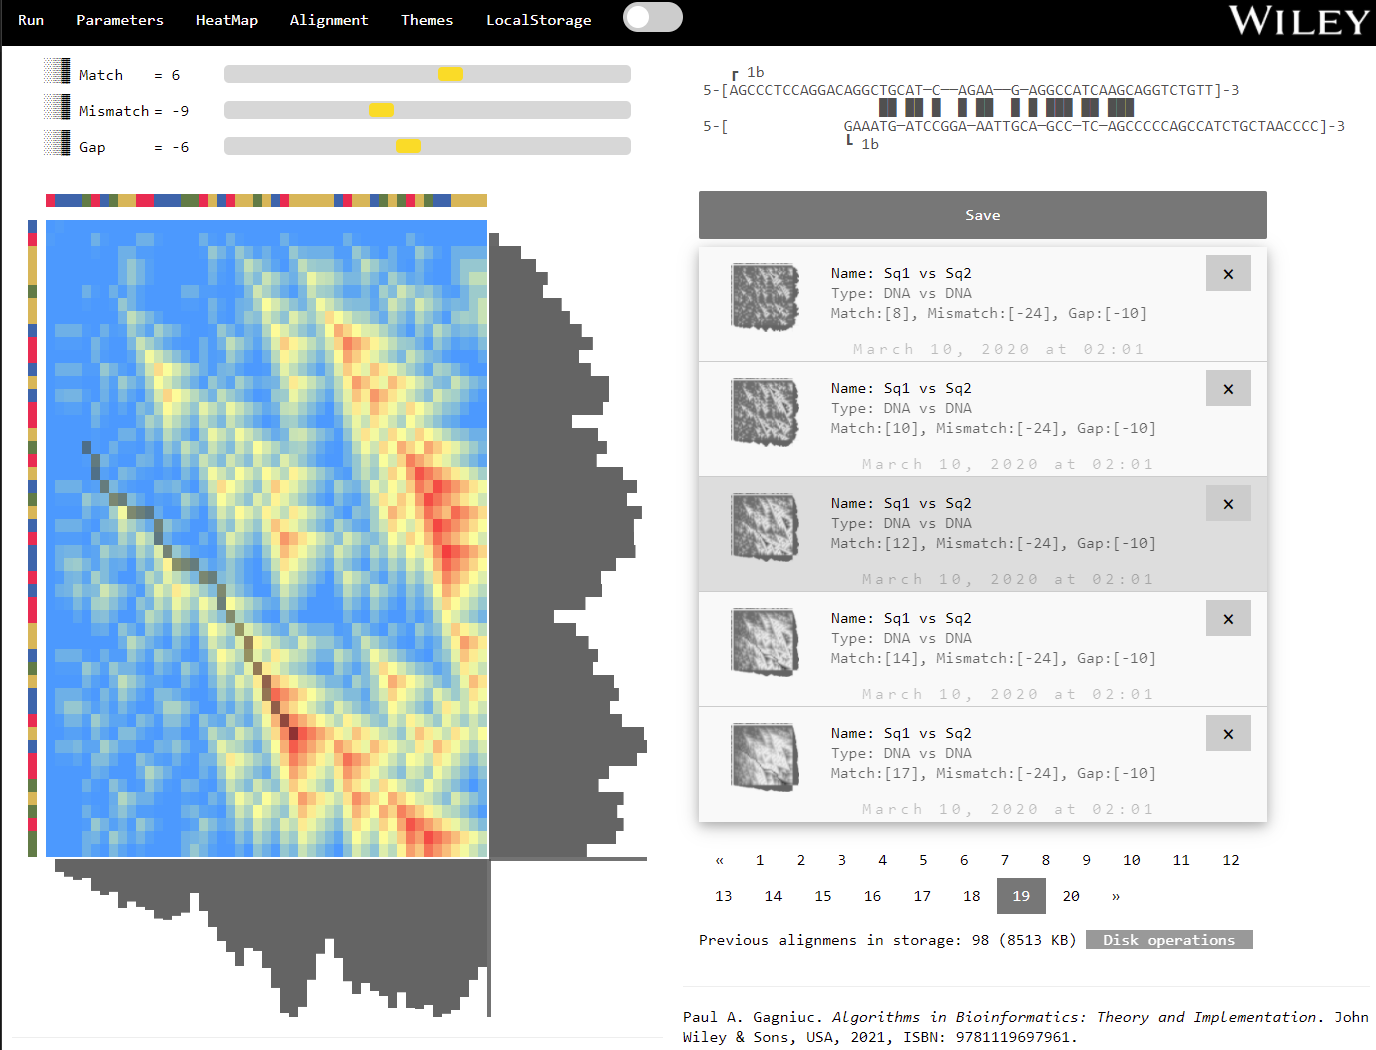 Run Parameters HeatMap Alignment Themes LocalStorage WILEY
Match = 6
Mismatch = -9
Gap = -6
┏ 1b
5-[AGCCCTCCAGGACAGGCTGCAT—C——AGAA——G—AGGCCATCAAGCAGGTCTGTT]-3
5-[ GAAATG—ATCCGGA—AATTGCA—GCC—TC—AGCCCCCAGCCATCTGCTAACCCC]-3
┗ 1b
Save
Name: Sq1 vs Sq2
Type: DNA vs DNA
Match:[8], Mismatch:[-24], Gap:[-10]
March 10, 2020 at 02:01
×
Name: Sq1 vs Sq2
Type: DNA vs DNA
Match:[10], Mismatch:[-24], Gap:[-10]
March 10, 2020 at 02:01
×
Name: Sq1 vs Sq2
Type: DNA vs DNA
Match:[12], Mismatch:[-24], Gap:[-10]
March 10, 2020 at 02:01
×
Name: Sq1 vs Sq2
Type: DNA vs DNA
Match:[14], Mismatch:[-24], Gap:[-10]
March 10, 2020 at 02:01
×
Name: Sq1 vs Sq2
Type: DNA vs DNA
Match:[17], Mismatch:[-24], Gap:[-10]
March 10, 2020 at 02:01
×
« 1 2 3 4 5 6 7 8 9 10 11 12
13 14 15 16 17 18 19 20 »
Previous alignmens in storage: 98 (8513 KB) Disk operations
Paul A. Gagniuc. Algorithms in Bioinformatics: Theory and Implementation. John
Wiley & Sons, USA, 2021, ISBN: 9781119697961.